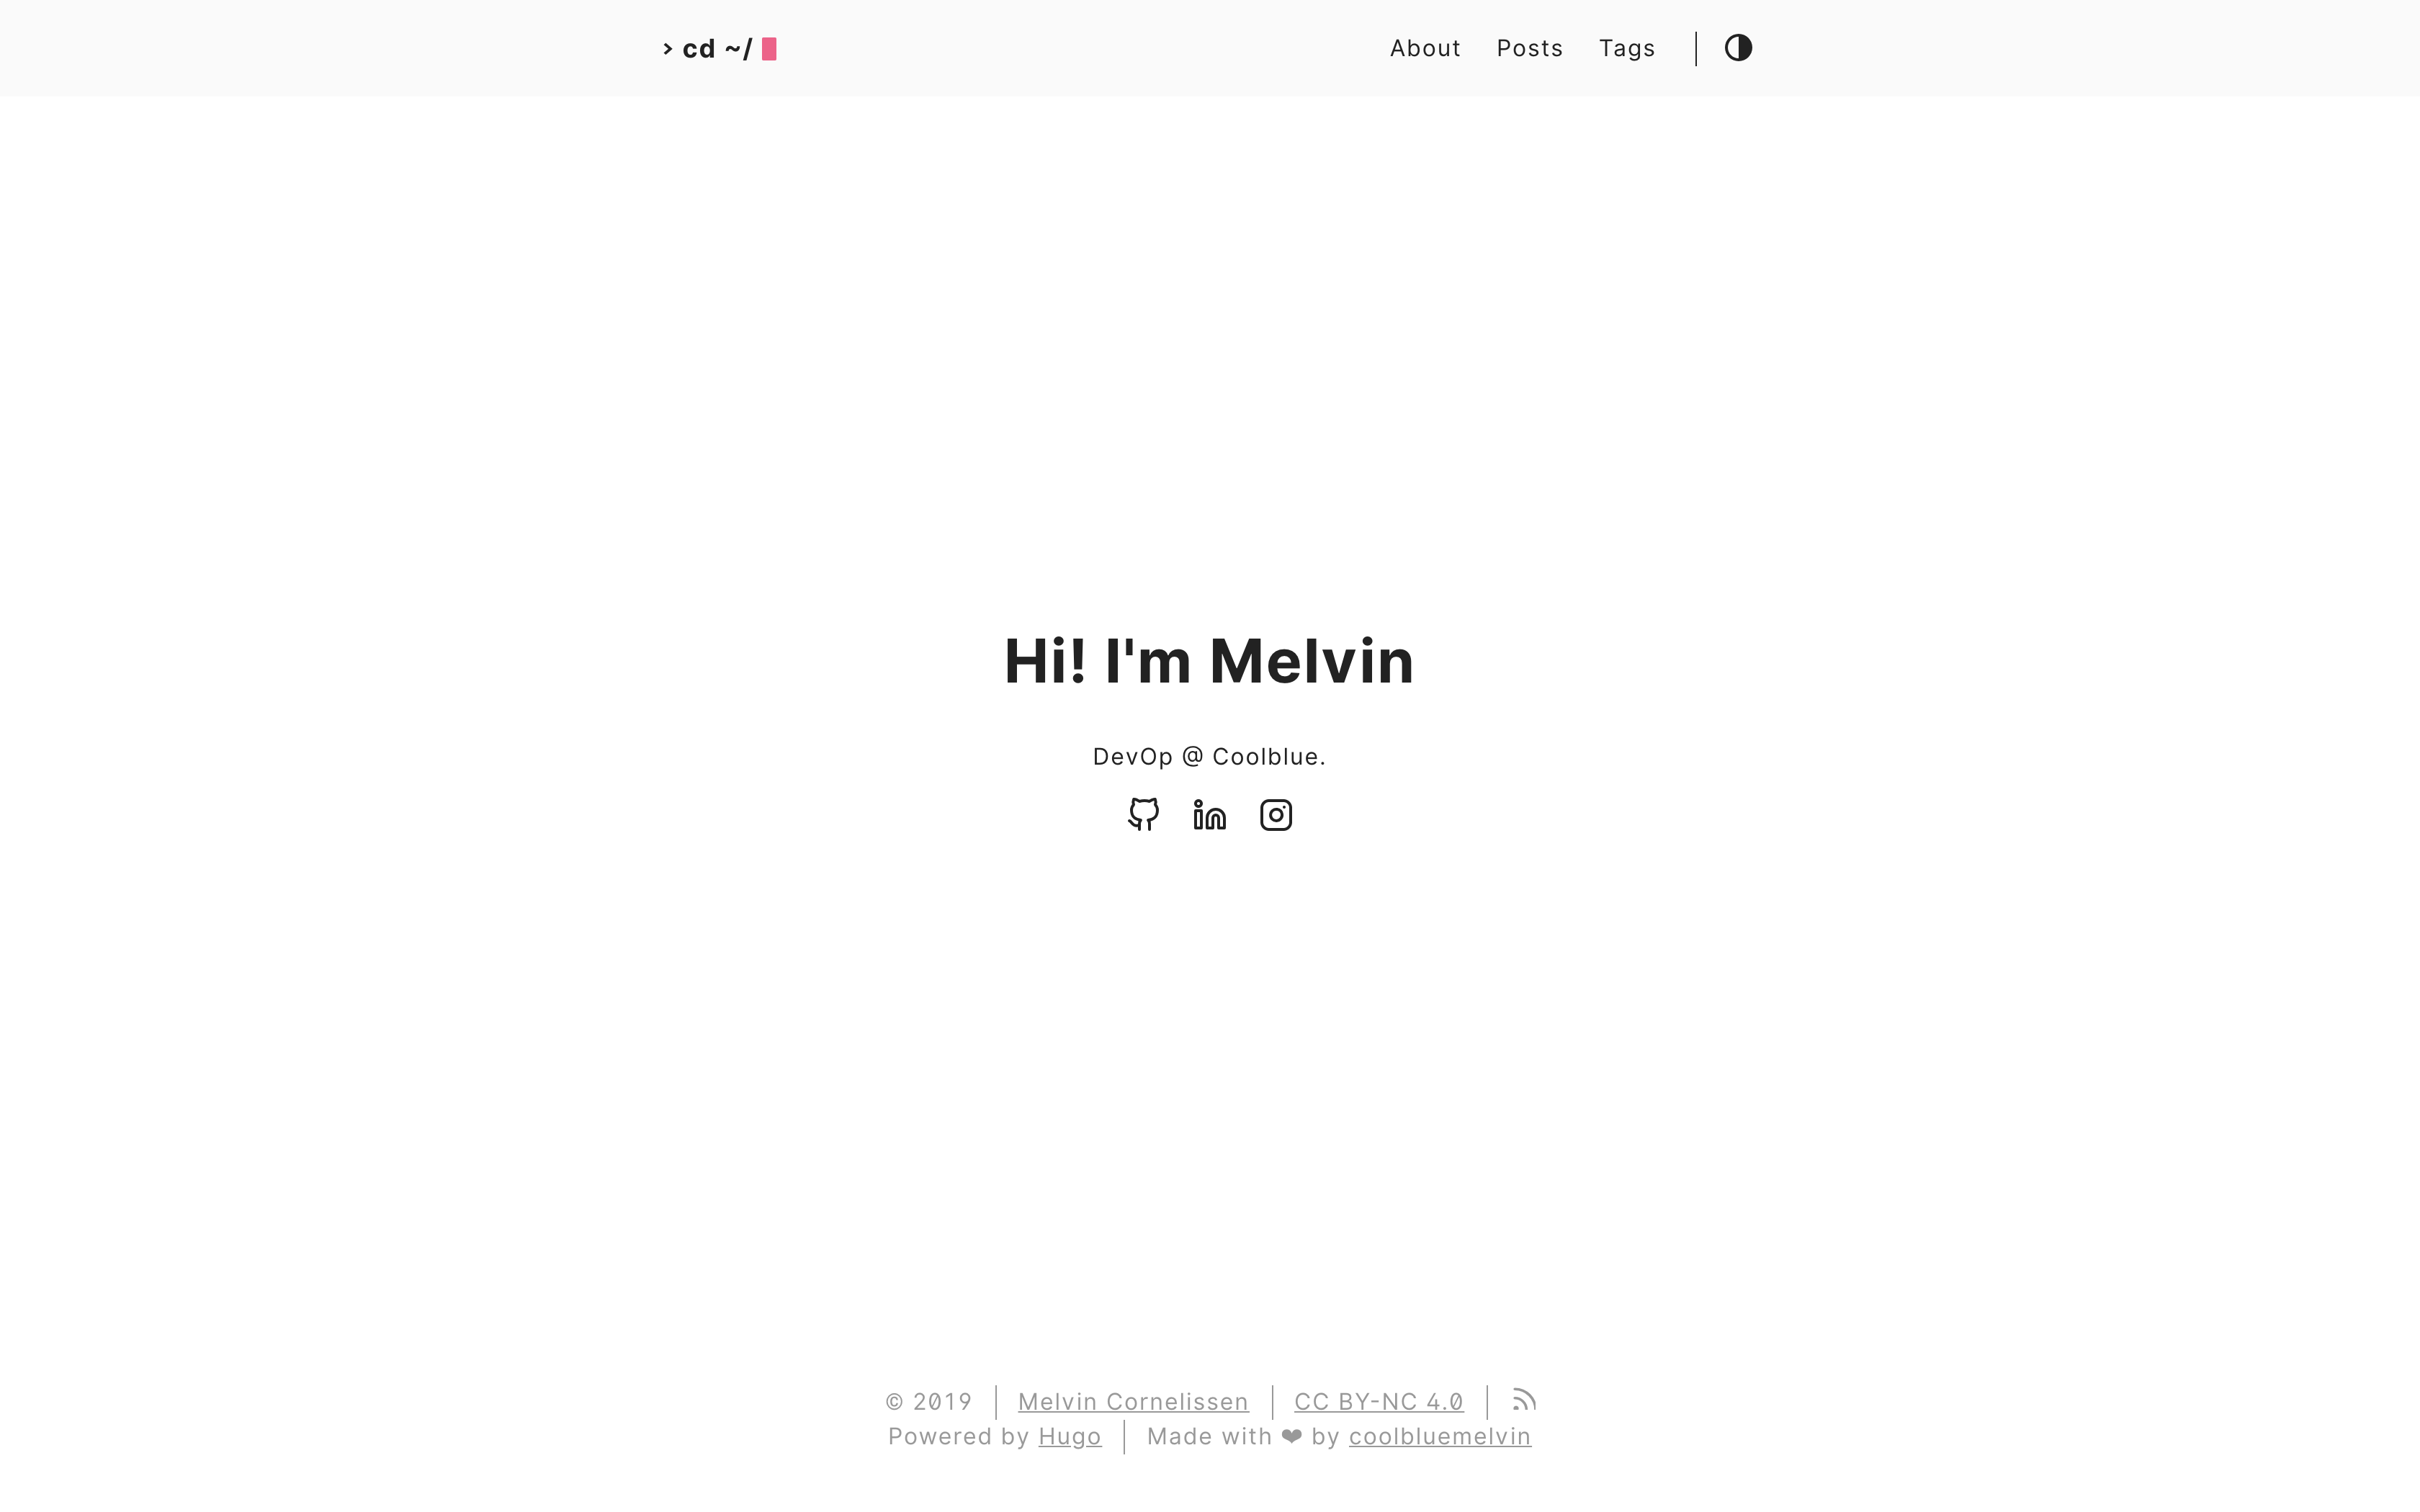 > cd ~/
About Posts Tags
Hi! I'm Melvin
DevOp @ Coolblue.
© 2019 Melvin Cornelissen CC BY-NC 4.0
Powered by Hugo Made with ❤ by coolbluemelvin